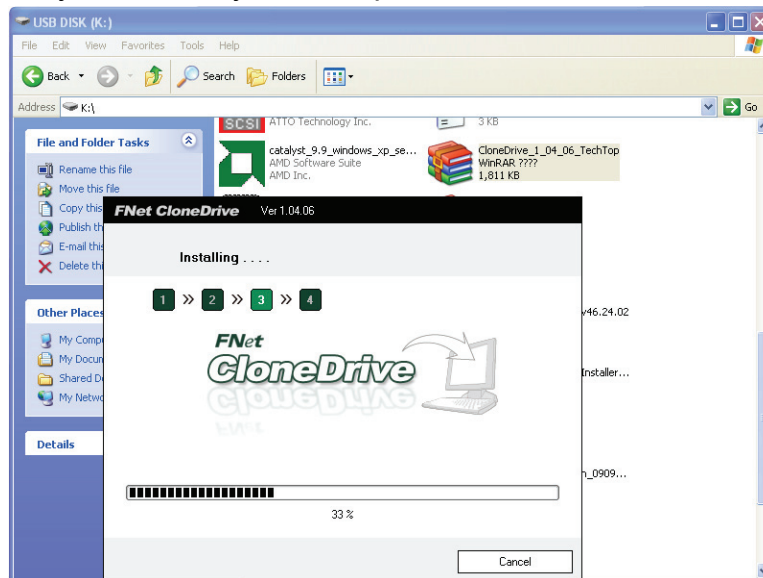 USB DISK (K:)
File Edit View Favorites Tools Help
Back Search Folders
Address K:\ Go
File and Folder Tasks
Rename this file
Move this file
Copy this
Publish th
E-mail this
Delete thi
Other Places
My Comp
My Docum
Shared Do
My Netwo
Details
SCSI ATTO Technology Inc.
3 KB
catalyst_9.9_windows_xp_se...
AMD Software Suite
AMD Inc.
CloneDrive_1_04_06_TechTop
WinRAR ????
1,811 KB
v46.24.02
Installer...
n_0909...
FNet CloneDrive Ver 1.04.06
Installing . . . .
1 » 2 » 3 » 4
FNet
CloneDrive
33 %
Cancel